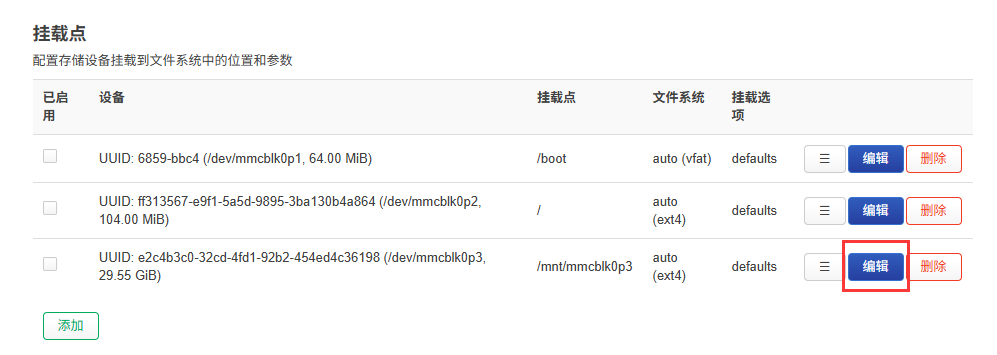 挂载点
配置存储设备挂载到文件系统中的位置和参数
已启用 设备 挂载点 文件系统 挂载选项
UUID: 6859-bbc4 (/dev/mmcblk0p1, 64.00 MiB) /boot auto (vfat) defaults ☰ 编辑 删除
UUID: ff313567-e9f1-5a5d-9895-3ba130b4a864 (/dev/mmcblk0p2, 104.00 MiB) / auto (ext4) defaults ☰ 编辑 删除
UUID: e2c4b3c0-32cd-4fd1-92b2-454ed4c36198 (/dev/mmcblk0p3, 29.55 GiB) /mnt/mmcblk0p3 auto (ext4) defaults ☰ 编辑 删除
添加